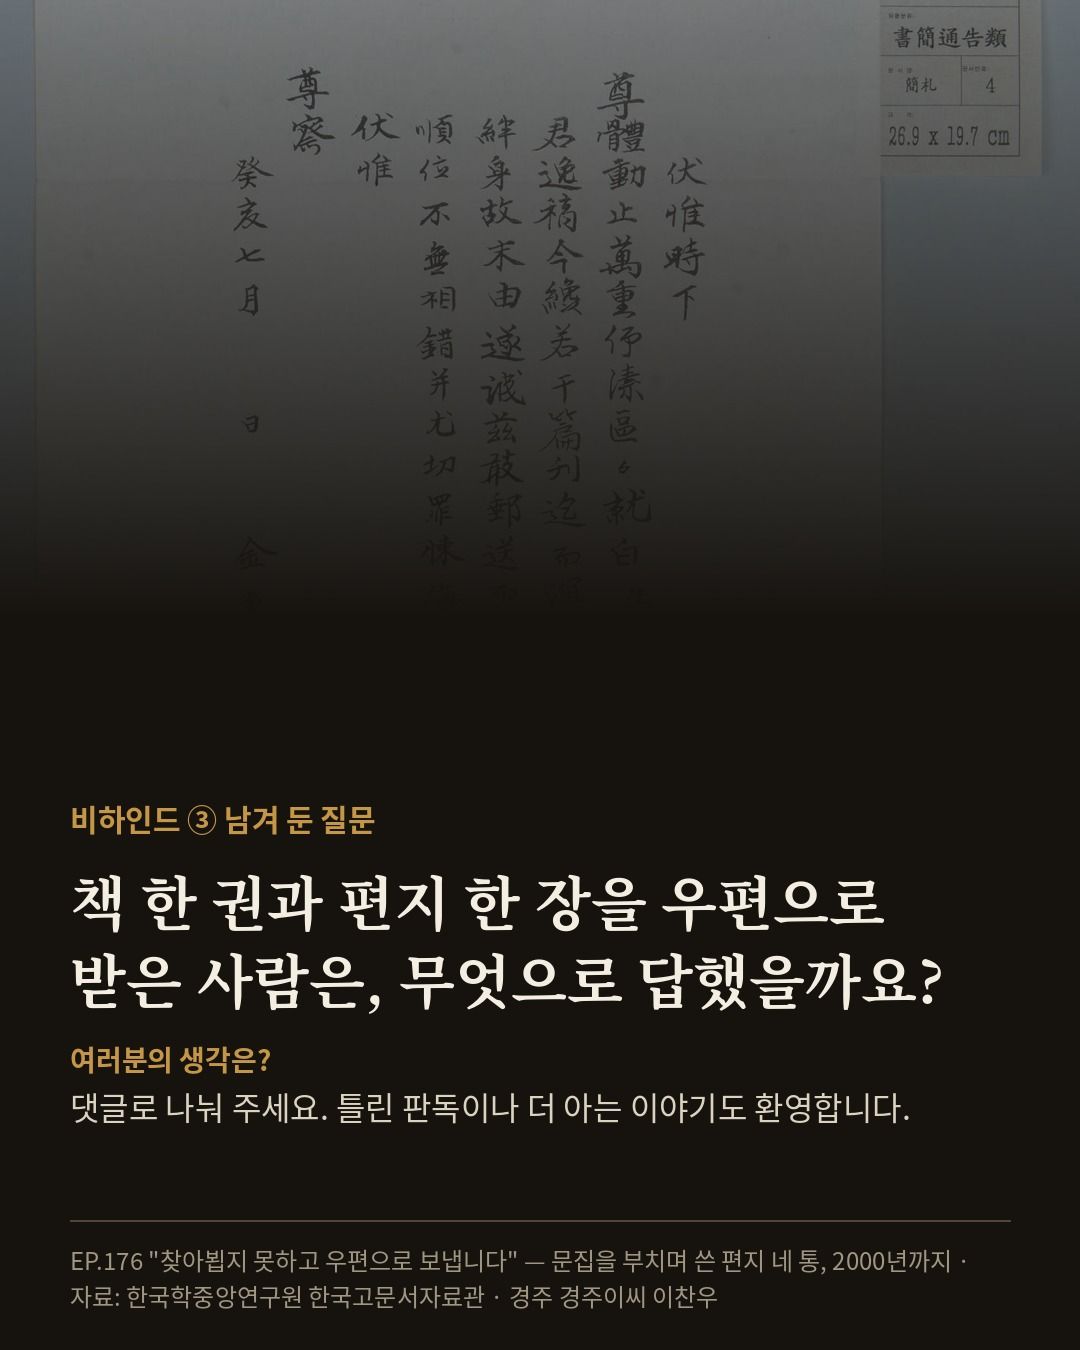 書簡通告類
簡札
4
26.9 x 19.7 cm
伏惟時下
尊體動止萬重伃溸區々就白
君逸稿今纔若干篇刊迄而
絆身故末由遂誠茲敢郵送
順位不無相錯并尤切罪悚
伏惟
尊察
癸亥七月 日 金
비하인드 ③ 남겨 둔 질문
책 한 권과 편지 한 장을 우편으로
받은 사람은, 무엇으로 답했을까요?
여러분의 생각은?
댓글로 나눠 주세요. 틀린 판독이나 더 아는 이야기도 환영합니다.
EP.176 "찾아뵙지 못하고 우편으로 보냅니다" — 문집을 부치며 쓴 편지 네 통, 2000년까지 ·
자료: 한국학중앙연구원 한국고문서자료관 · 경주 경주이씨 이찬우